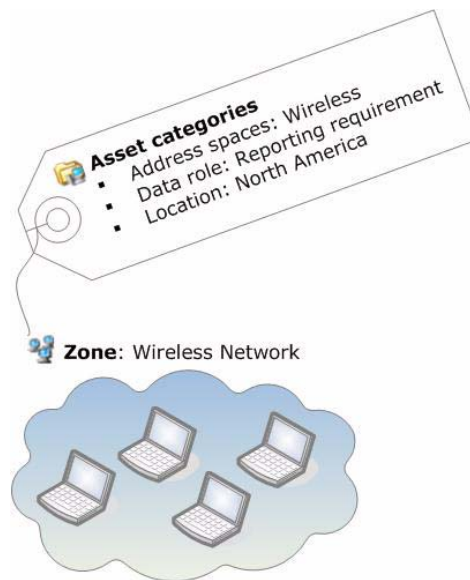 Asset categories
▪ Address spaces: Wireless
▪ Data role: Reporting requirement
▪ Location: North America
Zone: Wireless Network